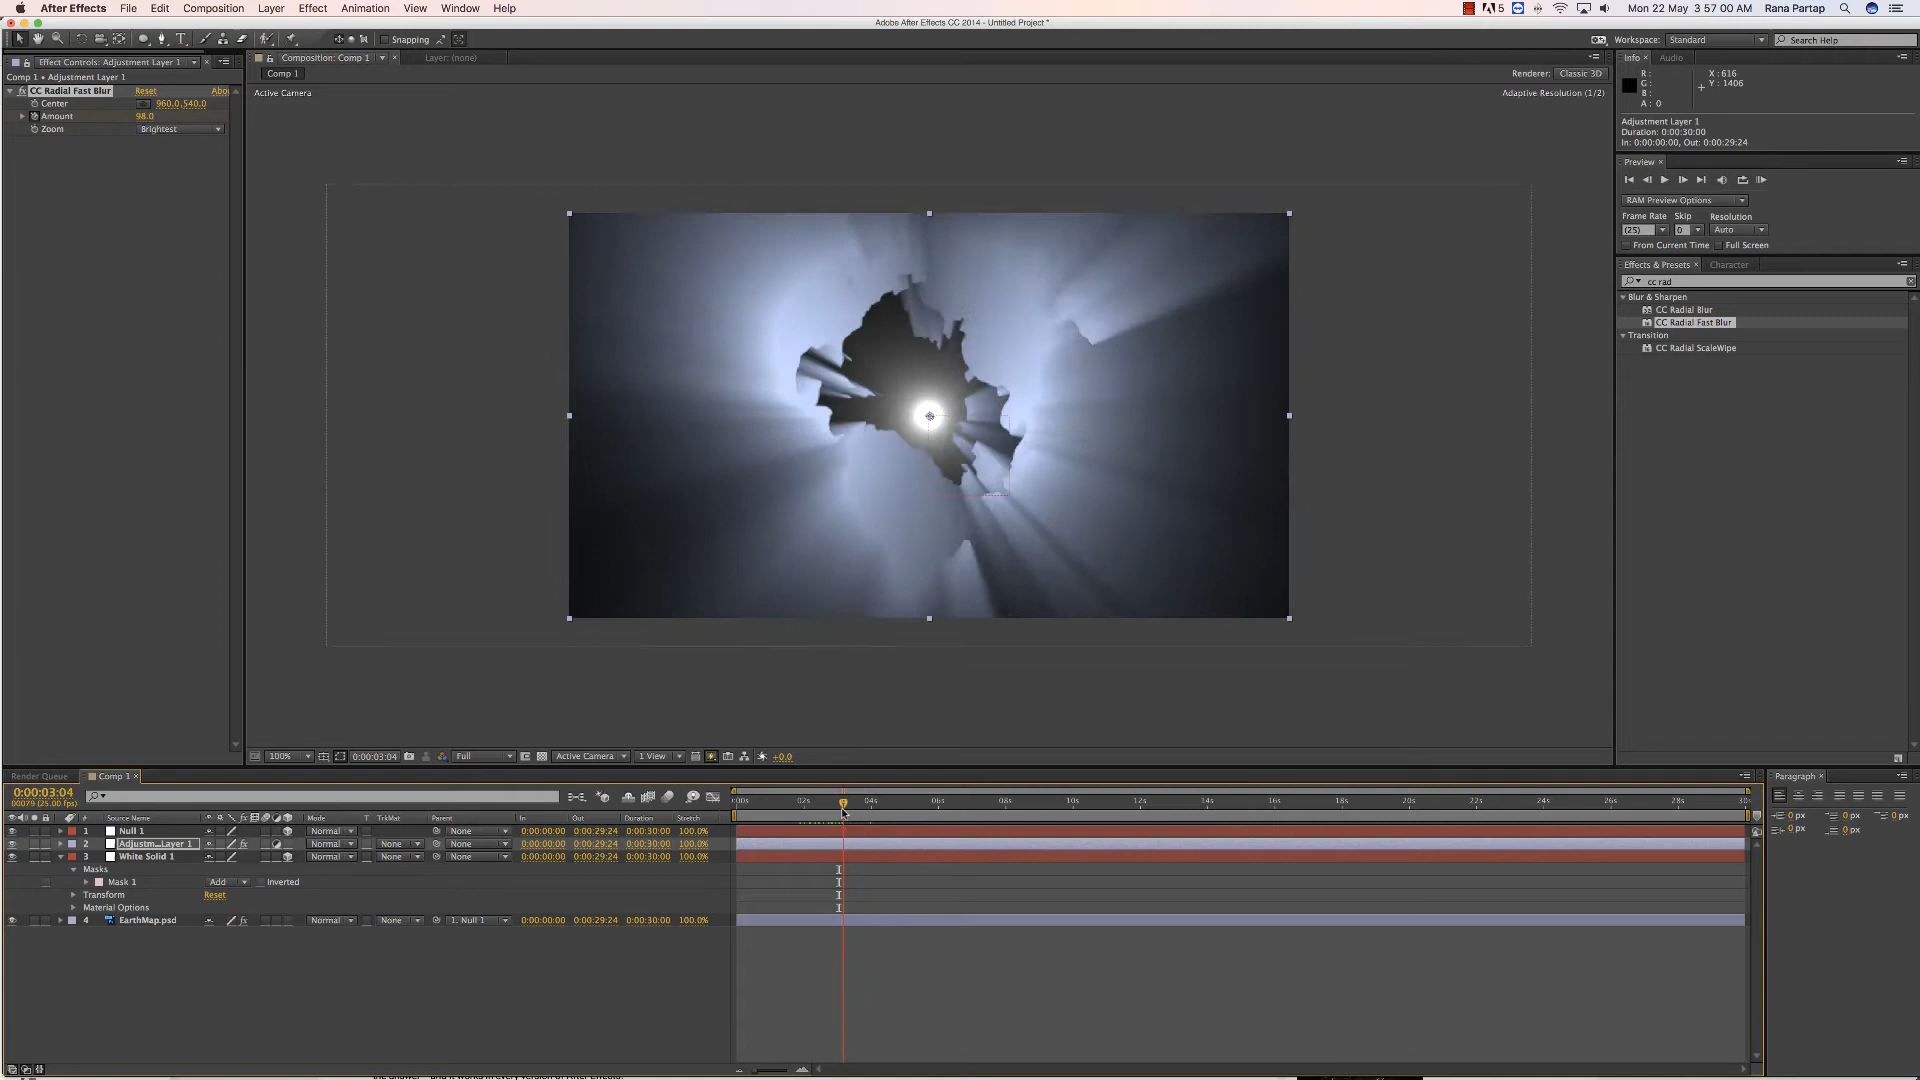 After Effects File Edit Composition Layer Effect Animation View Window Help
5 Mon 22 May 3:57:00 AM Rana Partap
Adobe After Effects CC 2014 - Untitled Project *
Snapping
Workspace: Standard Search Help
Effect Controls: Adjustment Layer 1
Composition: Comp 1 Layer: (none)
Info Audio
Comp 1 • Adjustment Layer 1
Comp 1
Renderer: Classic 3D
R: G: B: A: 0
X: 616
Y: 1406
fx CC Radial Fast Blur Reset Abou
Active Camera
Adaptive Resolution (1/2)
Center 960.0,540.0
Amount 98.0
Zoom Brightest
Adjustment Layer 1
Duration: 0:00:30:00
In: 0:00:00:00, Out: 0:00:29:24
Preview
RAM Preview Options
Frame Rate Skip Resolution
(25) 0 Auto
From Current Time Full Screen
Effects & Presets Character
cc rad
Blur & Sharpen
CC Radial Blur
CC Radial Fast Blur
Transition
CC Radial ScaleWipe
100% 0:00:03:04 Full Active Camera 1 View +0.0
Render Queue Comp 1
Paragraph
0:00:03:04
00079 (25.00 fps)
:00s 02s 04s 06s 08s 10s 12s 14s 16s 18s 20s 22s 24s 26s 28s 30s
0 px 0 px 0 px
0 px 0 px
# Source Name Mode T TrkMat Parent In Out Duration Stretch
1 Null 1 Normal None 0:00:00:00 0:00:29:24 0:00:30:00 100.0%
2 Adjustm...Layer 1 fx Normal None None 0:00:00:00 0:00:29:24 0:00:30:00 100.0%
3 White Solid 1 Normal None None 0:00:00:00 0:00:29:24 0:00:30:00 100.0%
Masks
Mask 1 Add Inverted
Transform Reset
Material Options
4 EarthMap.psd fx Normal None 1. Null 1 0:00:00:00 0:00:29:24 0:00:30:00 100.0%